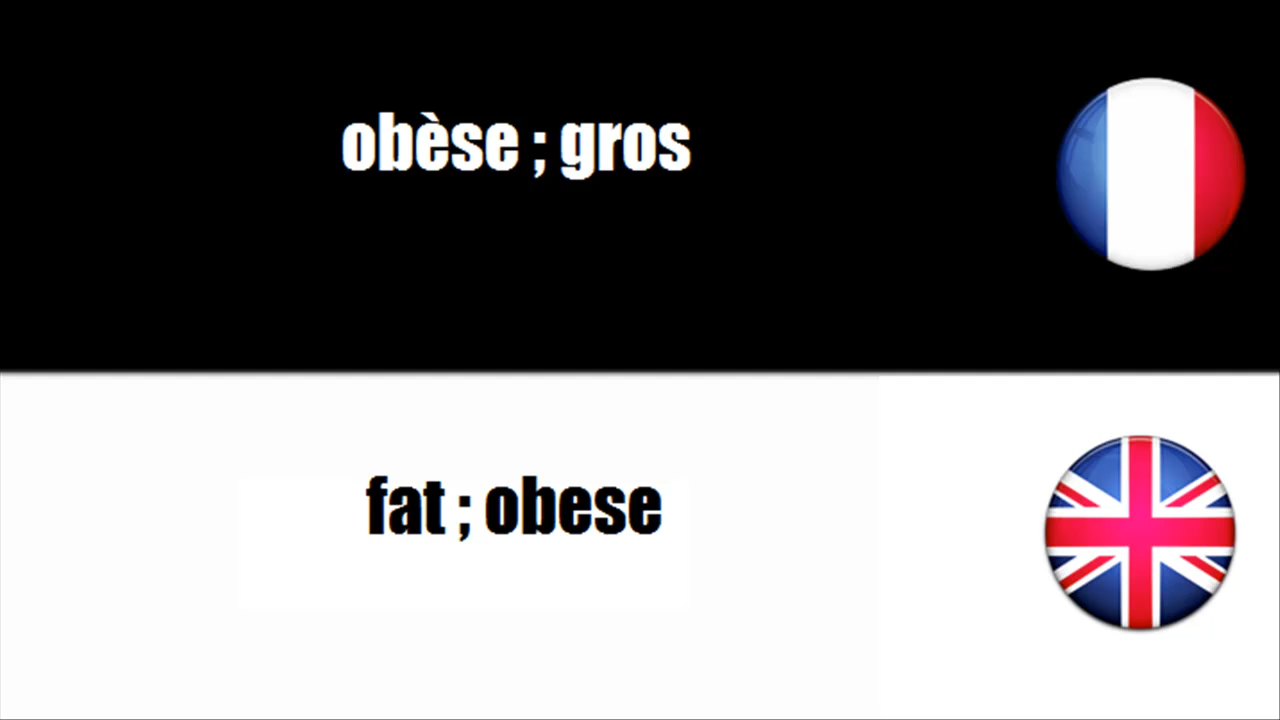 obèse ; gros
fat ; obese